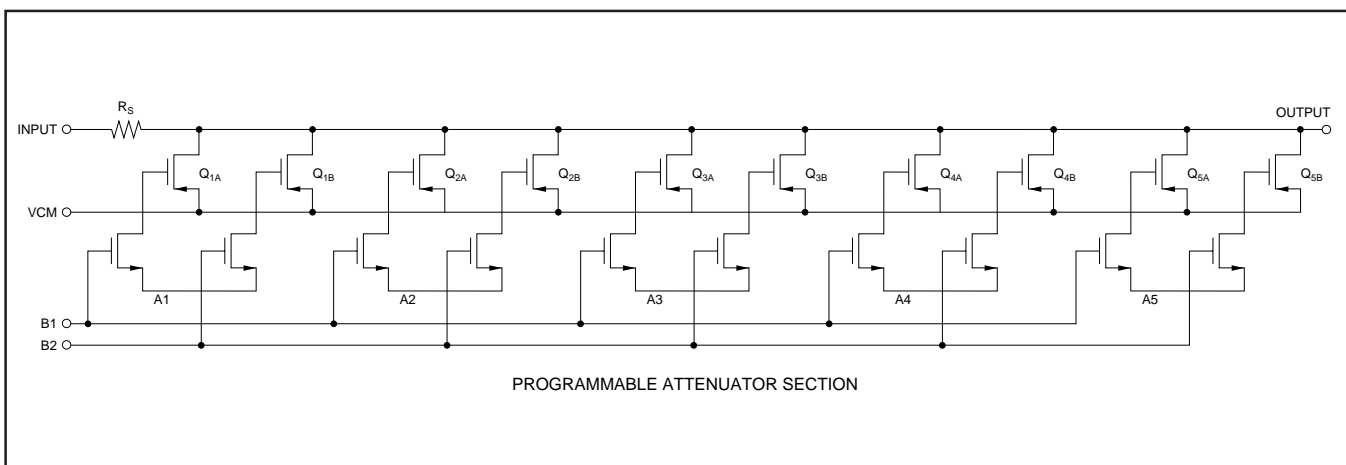 R_S
INPUT
OUTPUT
Q_1A
Q_1B
Q_2A
Q_2B
Q_3A
Q_3B
Q_4A
Q_4B
Q_5A
Q_5B
VCM
A1
A2
A3
A4
A5
B1
B2
PROGRAMMABLE ATTENUATOR SECTION